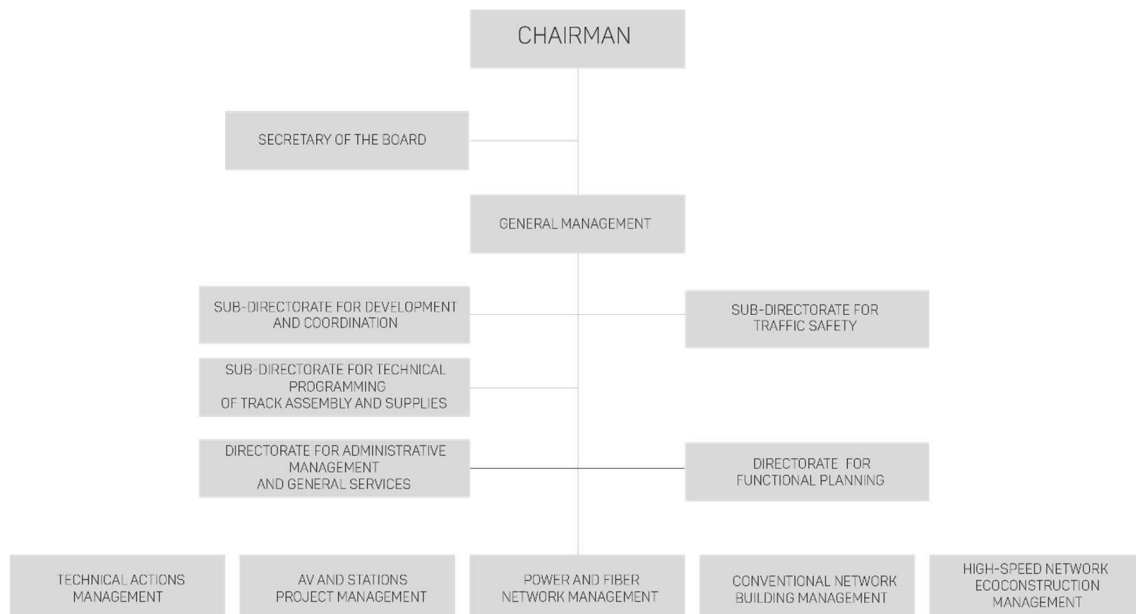 CHAIRMAN
SECRETARY OF THE BOARD
GENERAL MANAGEMENT
SUB-DIRECTORATE FOR DEVELOPMENT
AND COORDINATION
SUB-DIRECTORATE FOR
TRAFFIC SAFETY
SUB-DIRECTORATE FOR TECHNICAL
PROGRAMMING
OF TRACK ASSEMBLY AND SUPPLIES
DIRECTORATE FOR ADMINISTRATIVE
MANAGEMENT
AND GENERAL SERVICES
DIRECTORATE FOR
FUNCTIONAL PLANNING
TECHNICAL ACTIONS
MANAGEMENT
AV AND STATIONS
PROJECT MANAGEMENT
POWER AND FIBER
NETWORK MANAGEMENT
CONVENTIONAL NETWORK
BUILDING MANAGEMENT
HIGH-SPEED NETWORK
ECOCONSTRUCTION
MANAGEMENT